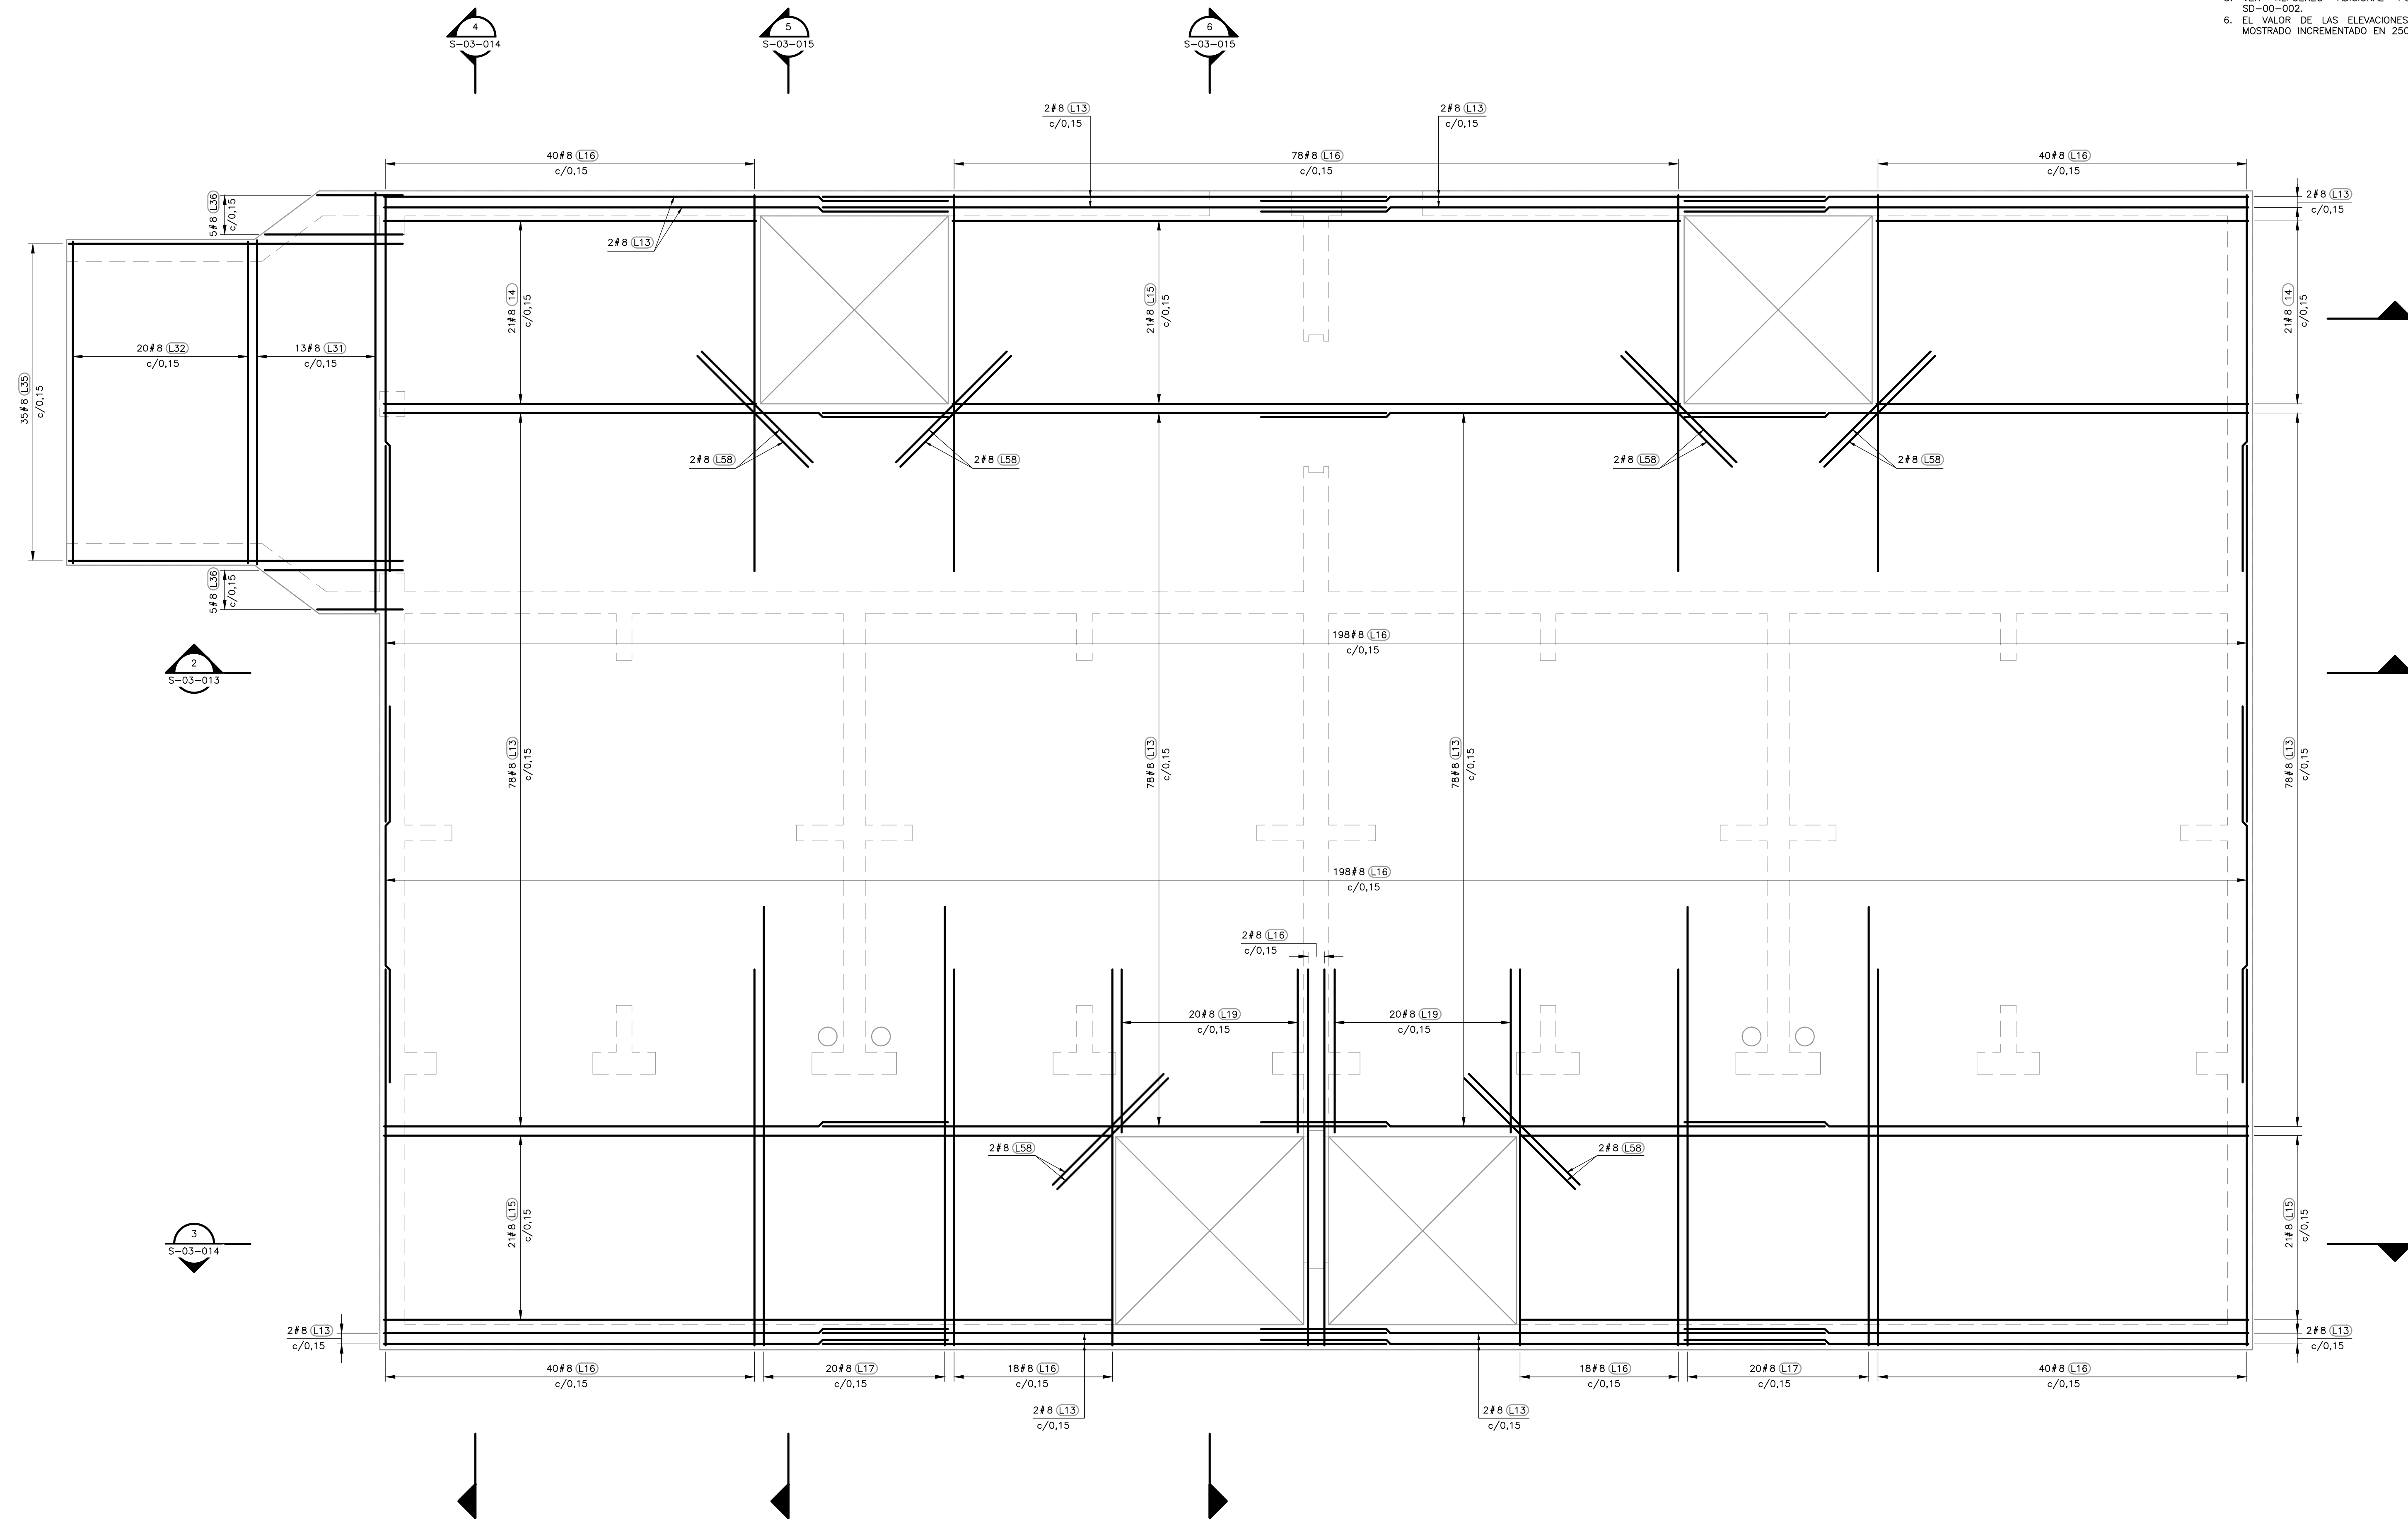 SD-00-002.
6. EL VALOR DE LAS ELEVACIONES
MOSTRADO INCREMENTADO EN 250
4
S-03-014
5
S-03-015
6
S-03-015
2#8 L13
c/0,15
2#8 L13
c/0,15
40#8 L16
c/0,15
78#8 L16
c/0,15
40#8 L16
c/0,15
5#8 L36
c/0,15
2#8 L13
c/0,15
2#8 L13
21#8 14
c/0,15
21#8 L15
c/0,15
21#8 14
c/0,15
20#8 L32
c/0,15
13#8 L31
c/0,15
35#8 L35
c/0,15
2#8 L58
2#8 L58
2#8 L58
2#8 L58
5#8 L36
c/0,15
198#8 L16
c/0,15
2
S-03-013
78#8 L13
c/0,15
78#8 L13
c/0,15
78#8 L13
c/0,15
78#8 L13
c/0,15
198#8 L16
c/0,15
2#8 L16
c/0,15
20#8 L19
c/0,15
20#8 L19
c/0,15
2#8 L58
2#8 L58
21#8 L15
c/0,15
21#8 L15
c/0,15
3
S-03-014
2#8 L13
c/0,15
2#8 L13
c/0,15
40#8 L16
c/0,15
20#8 L17
c/0,15
18#8 L16
c/0,15
18#8 L16
c/0,15
20#8 L17
c/0,15
40#8 L16
c/0,15
2#8 L13
c/0,15
2#8 L13
c/0,15